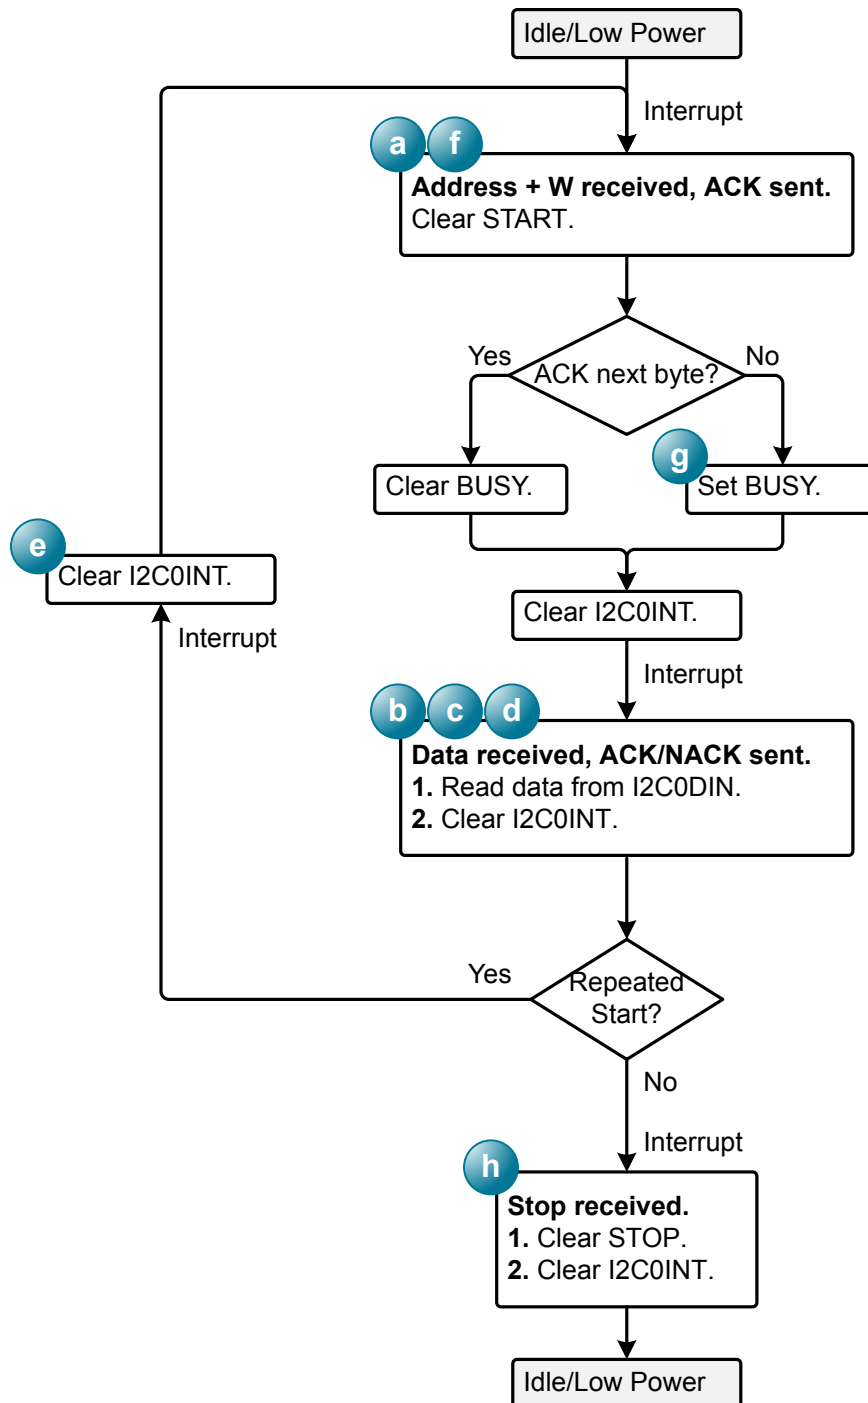 Idle/Low Power
Interrupt
a f
Address + W received, ACK sent.
Clear START.
Yes
ACK next byte?
No
Clear BUSY.
g
Set BUSY.
e
Clear I2C0INT.
Interrupt
Clear I2C0INT.
Interrupt
b c d
Data received, ACK/NACK sent.
1. Read data from I2C0DIN.
2. Clear I2C0INT.
Yes
Repeated
Start?
No
Interrupt
h
Stop received.
1. Clear STOP.
2. Clear I2C0INT.
Idle/Low Power